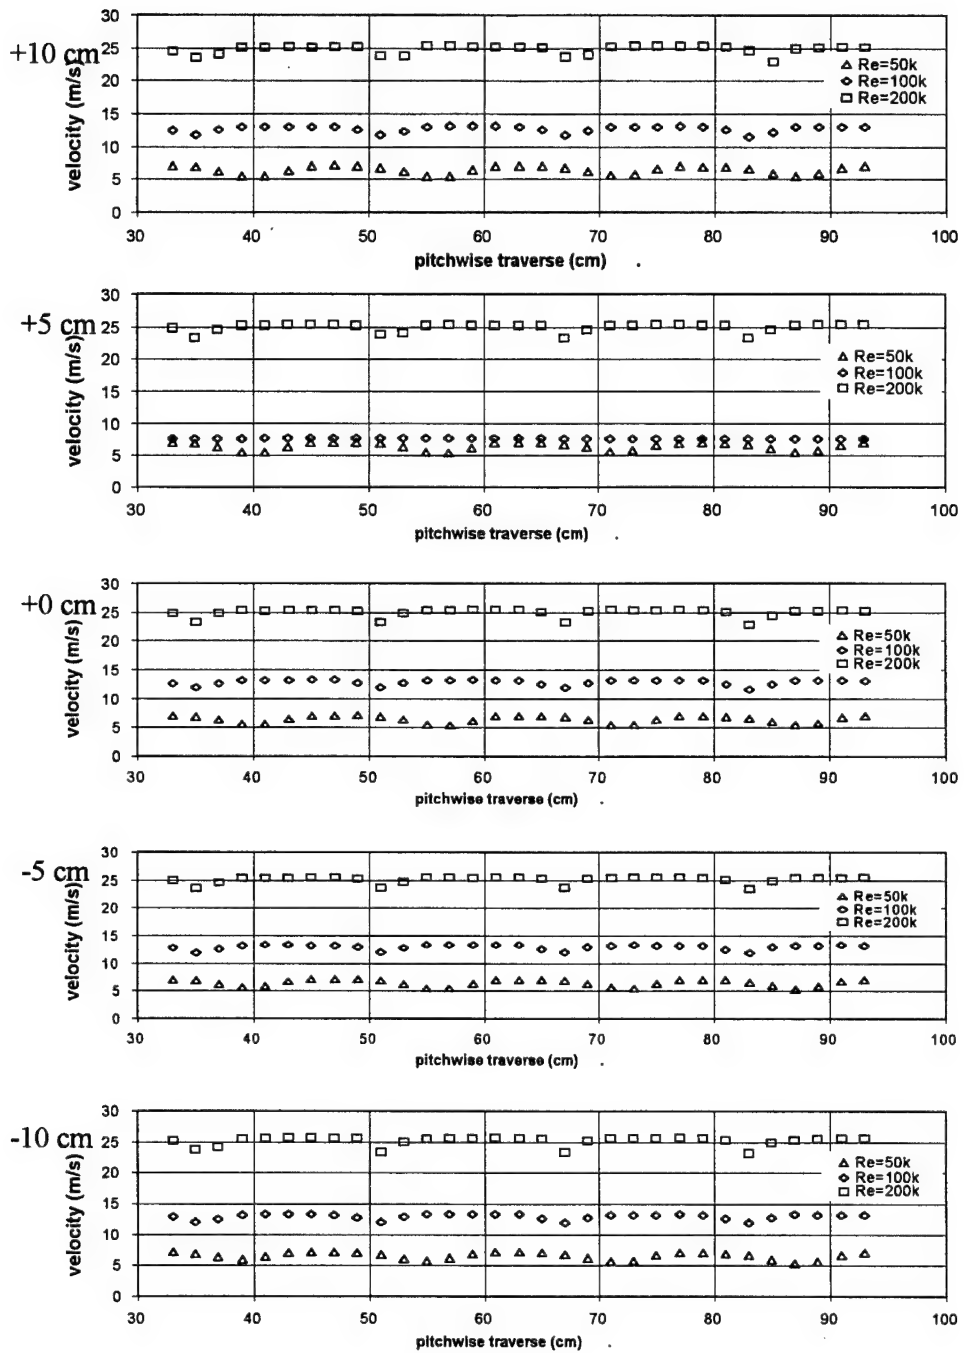 +10 cm
velocity (m/s)
30
25
20
15
10
5
0
Re=50k
Re=100k
Re=200k
30 40 50 60 70 80 90 100
pitchwise traverse (cm)
+5 cm
velocity (m/s)
30
25
20
15
10
5
0
Re=50k
Re=100k
Re=200k
30 40 50 60 70 80 90 100
pitchwise traverse (cm)
+0 cm
velocity (m/s)
30
25
20
15
10
5
0
Re=50k
Re=100k
Re=200k
30 40 50 60 70 80 90 100
pitchwise traverse (cm)
-5 cm
velocity (m/s)
30
25
20
15
10
5
0
Re=50k
Re=100k
Re=200k
30 40 50 60 70 80 90 100
pitchwise traverse (cm)
-10 cm
velocity (m/s)
30
25
20
15
10
5
0
Re=50k
Re=100k
Re=200k
30 40 50 60 70 80 90 100
pitchwise traverse (cm)